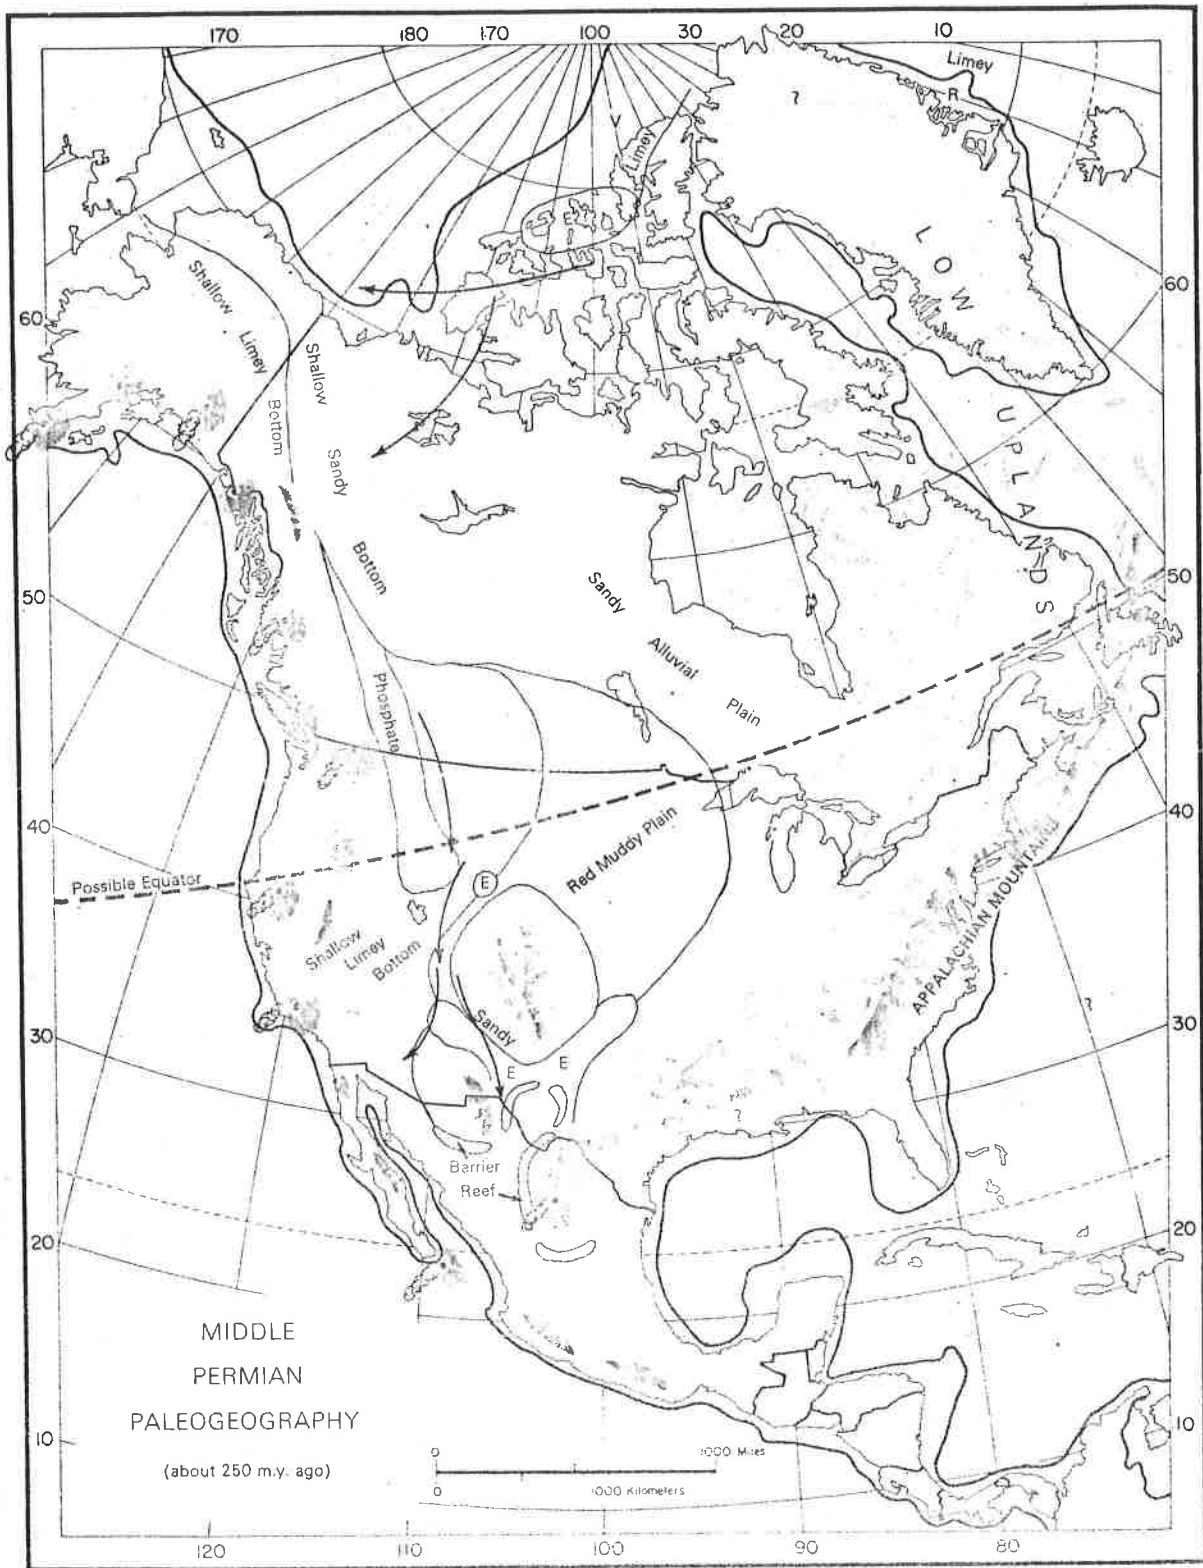 170 180 170 100 30 20 10
Limey
R
?
Limey
LOW
UPLANDS
60
60
Shallow
Limey
Bottom
Shallow
Sandy
Bottom
50
50
Sandy
Alluvial
Plain
Phosphate
40
40
Possible Equator
Red Muddy Plain
E
Shallow
Limey
Bottom
APPALACHIAN MOUNTAINS
?
30
30
Sandy
E
E
?
Barrier
Reef
20
20
MIDDLE
PERMIAN
PALEOGEOGRAPHY
(about 250 m.y. ago)
10
10
0 1000 Miles
0 1000 Kilometers
120 110 100 90 80